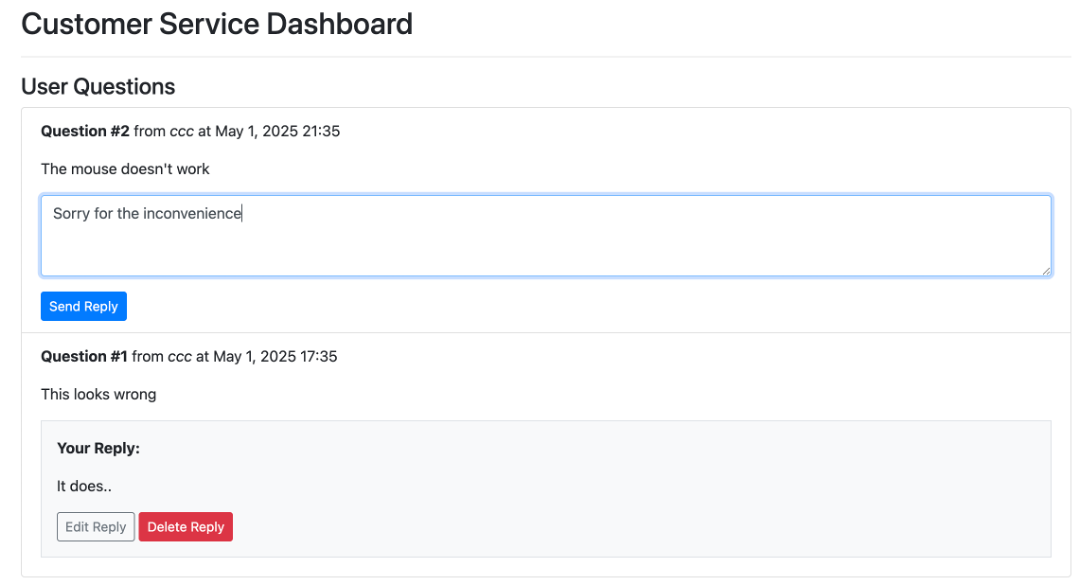 Customer Service Dashboard
User Questions
Question #2 from ccc at May 1, 2025 21:35
The mouse doesn't work
Sorry for the inconvenience
Send Reply
Question #1 from ccc at May 1, 2025 17:35
This looks wrong
Your Reply:
It does..
Edit Reply Delete Reply